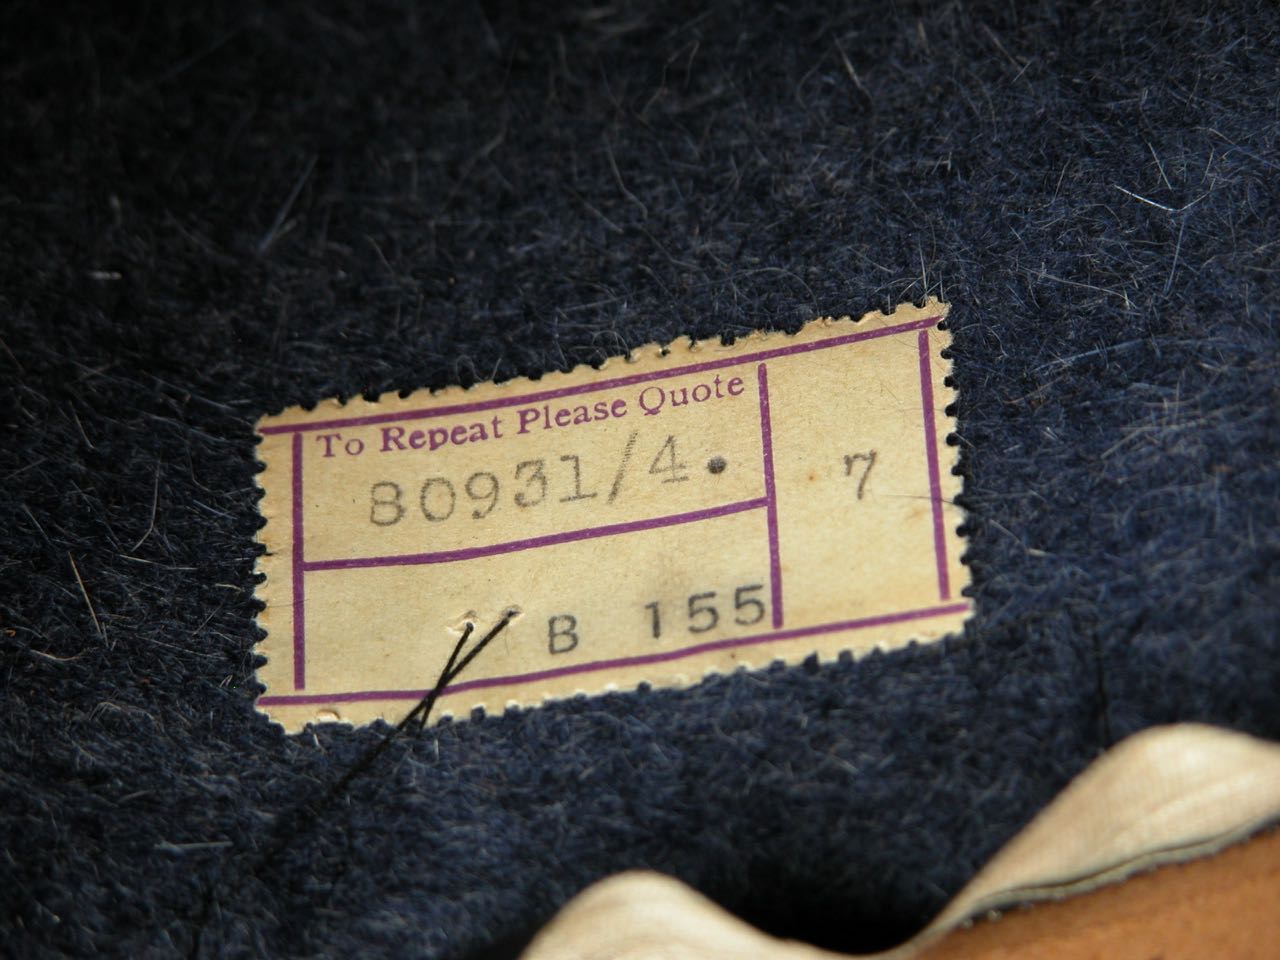 To Repeat Please Quote
80931/4.
7
B 155